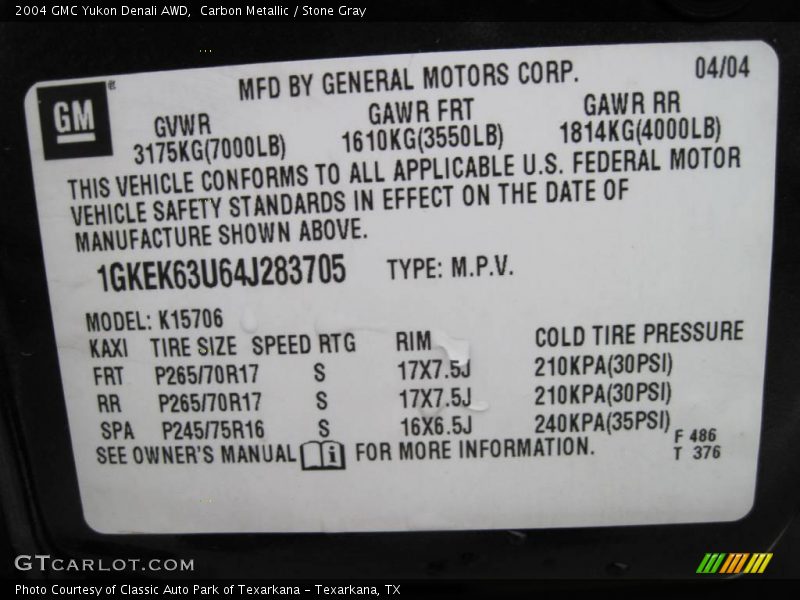 2004 GMC Yukon Denali AWD,  Carbon Metallic / Stone Gray
GM ®
MFD BY GENERAL MOTORS CORP. 04/04
GVWR GAWR FRT GAWR RR
3175KG(7000LB) 1610KG(3550LB) 1814KG(4000LB)
THIS VEHICLE CONFORMS TO ALL APPLICABLE U.S. FEDERAL MOTOR
VEHICLE SAFETY STANDARDS IN EFFECT ON THE DATE OF
MANUFACTURE SHOWN ABOVE.
1GKEK63U64J283705 TYPE: M.P.V.
MODEL: K15706
KAXI TIRE SIZE SPEED RTG RIM COLD TIRE PRESSURE
FRT P265/70R17 S 17X7.5J 210KPA(30PSI)
RR P265/70R17 S 17X7.5J 210KPA(30PSI)
SPA P245/75R16 S 16X6.5J 240KPA(35PSI)
SEE OWNER'S MANUAL i FOR MORE INFORMATION.
F 486
T 376
GTCARLOT.COM
Photo Courtesy of Classic Auto Park of Texarkana - Texarkana, TX